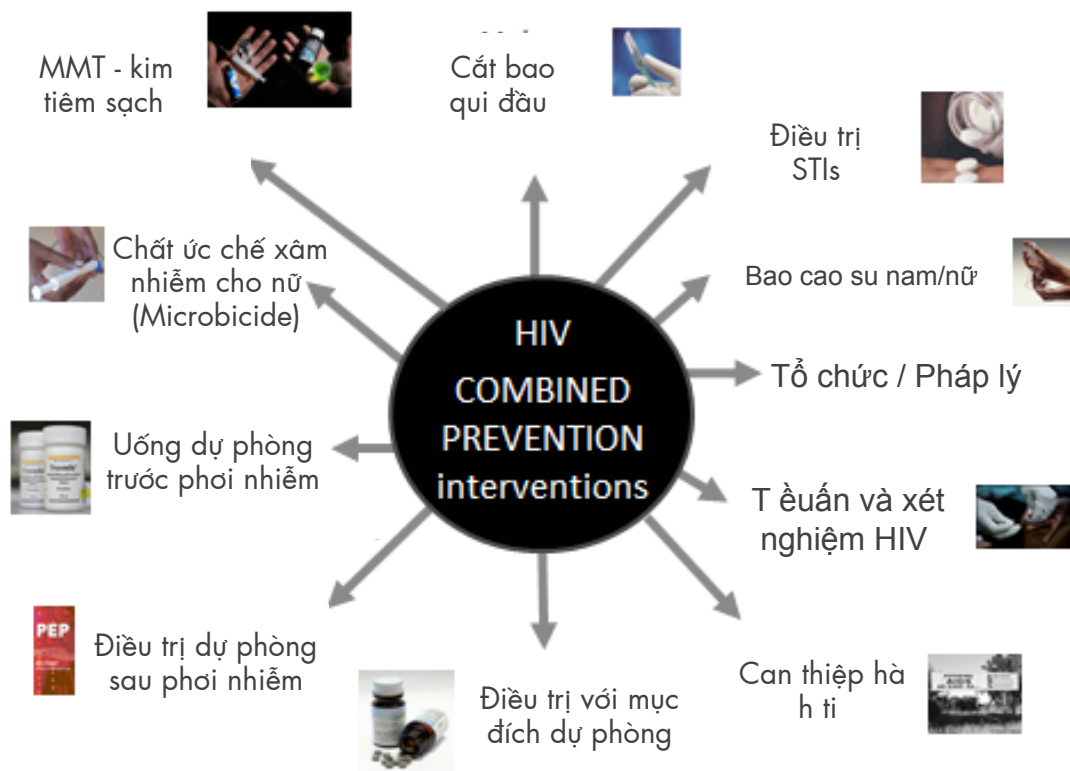 MMT - kim
tiêm sạch
Cắt bao
qui đầu
Điều trị
STIs
Chất ức chế xâm
nhiễm cho nữ
(Microbicide)
Bao cao su nam/nữ
HIV
COMBINED
PREVENTION
interventions
Tổ chức / Pháp lý
Uống dự phòng
trước phơi nhiễm
T ềuấn và xét
nghiệm HIV
PEP
Điều trị dự phòng
sau phơi nhiễm
Điều trị với mục
đích dự phòng
Can thiệp hà
h ti